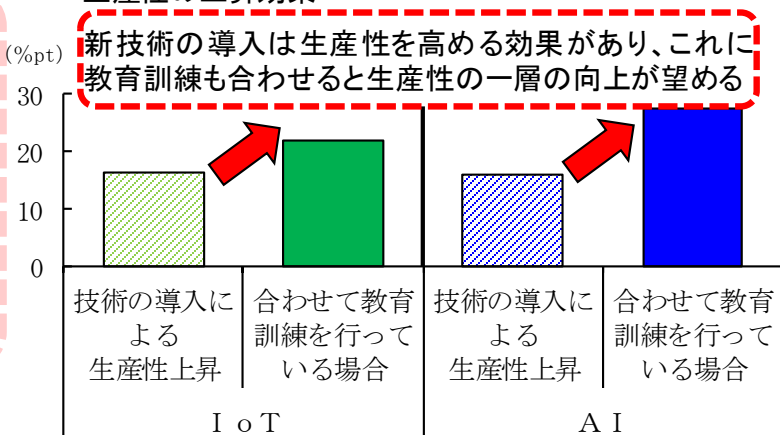 (%pt)
新技術の導入は生産性を高める効果があり、これに
教育訓練も合わせると生産性の一層の向上が望める
30
20
10
0
技術の導入に
よる
生産性上昇
合わせて教育
訓練を行って
いる場合
技術の導入に
よる
生産性上昇
合わせて教育
訓練を行って
いる場合
ＩｏＴ
ＡＩ